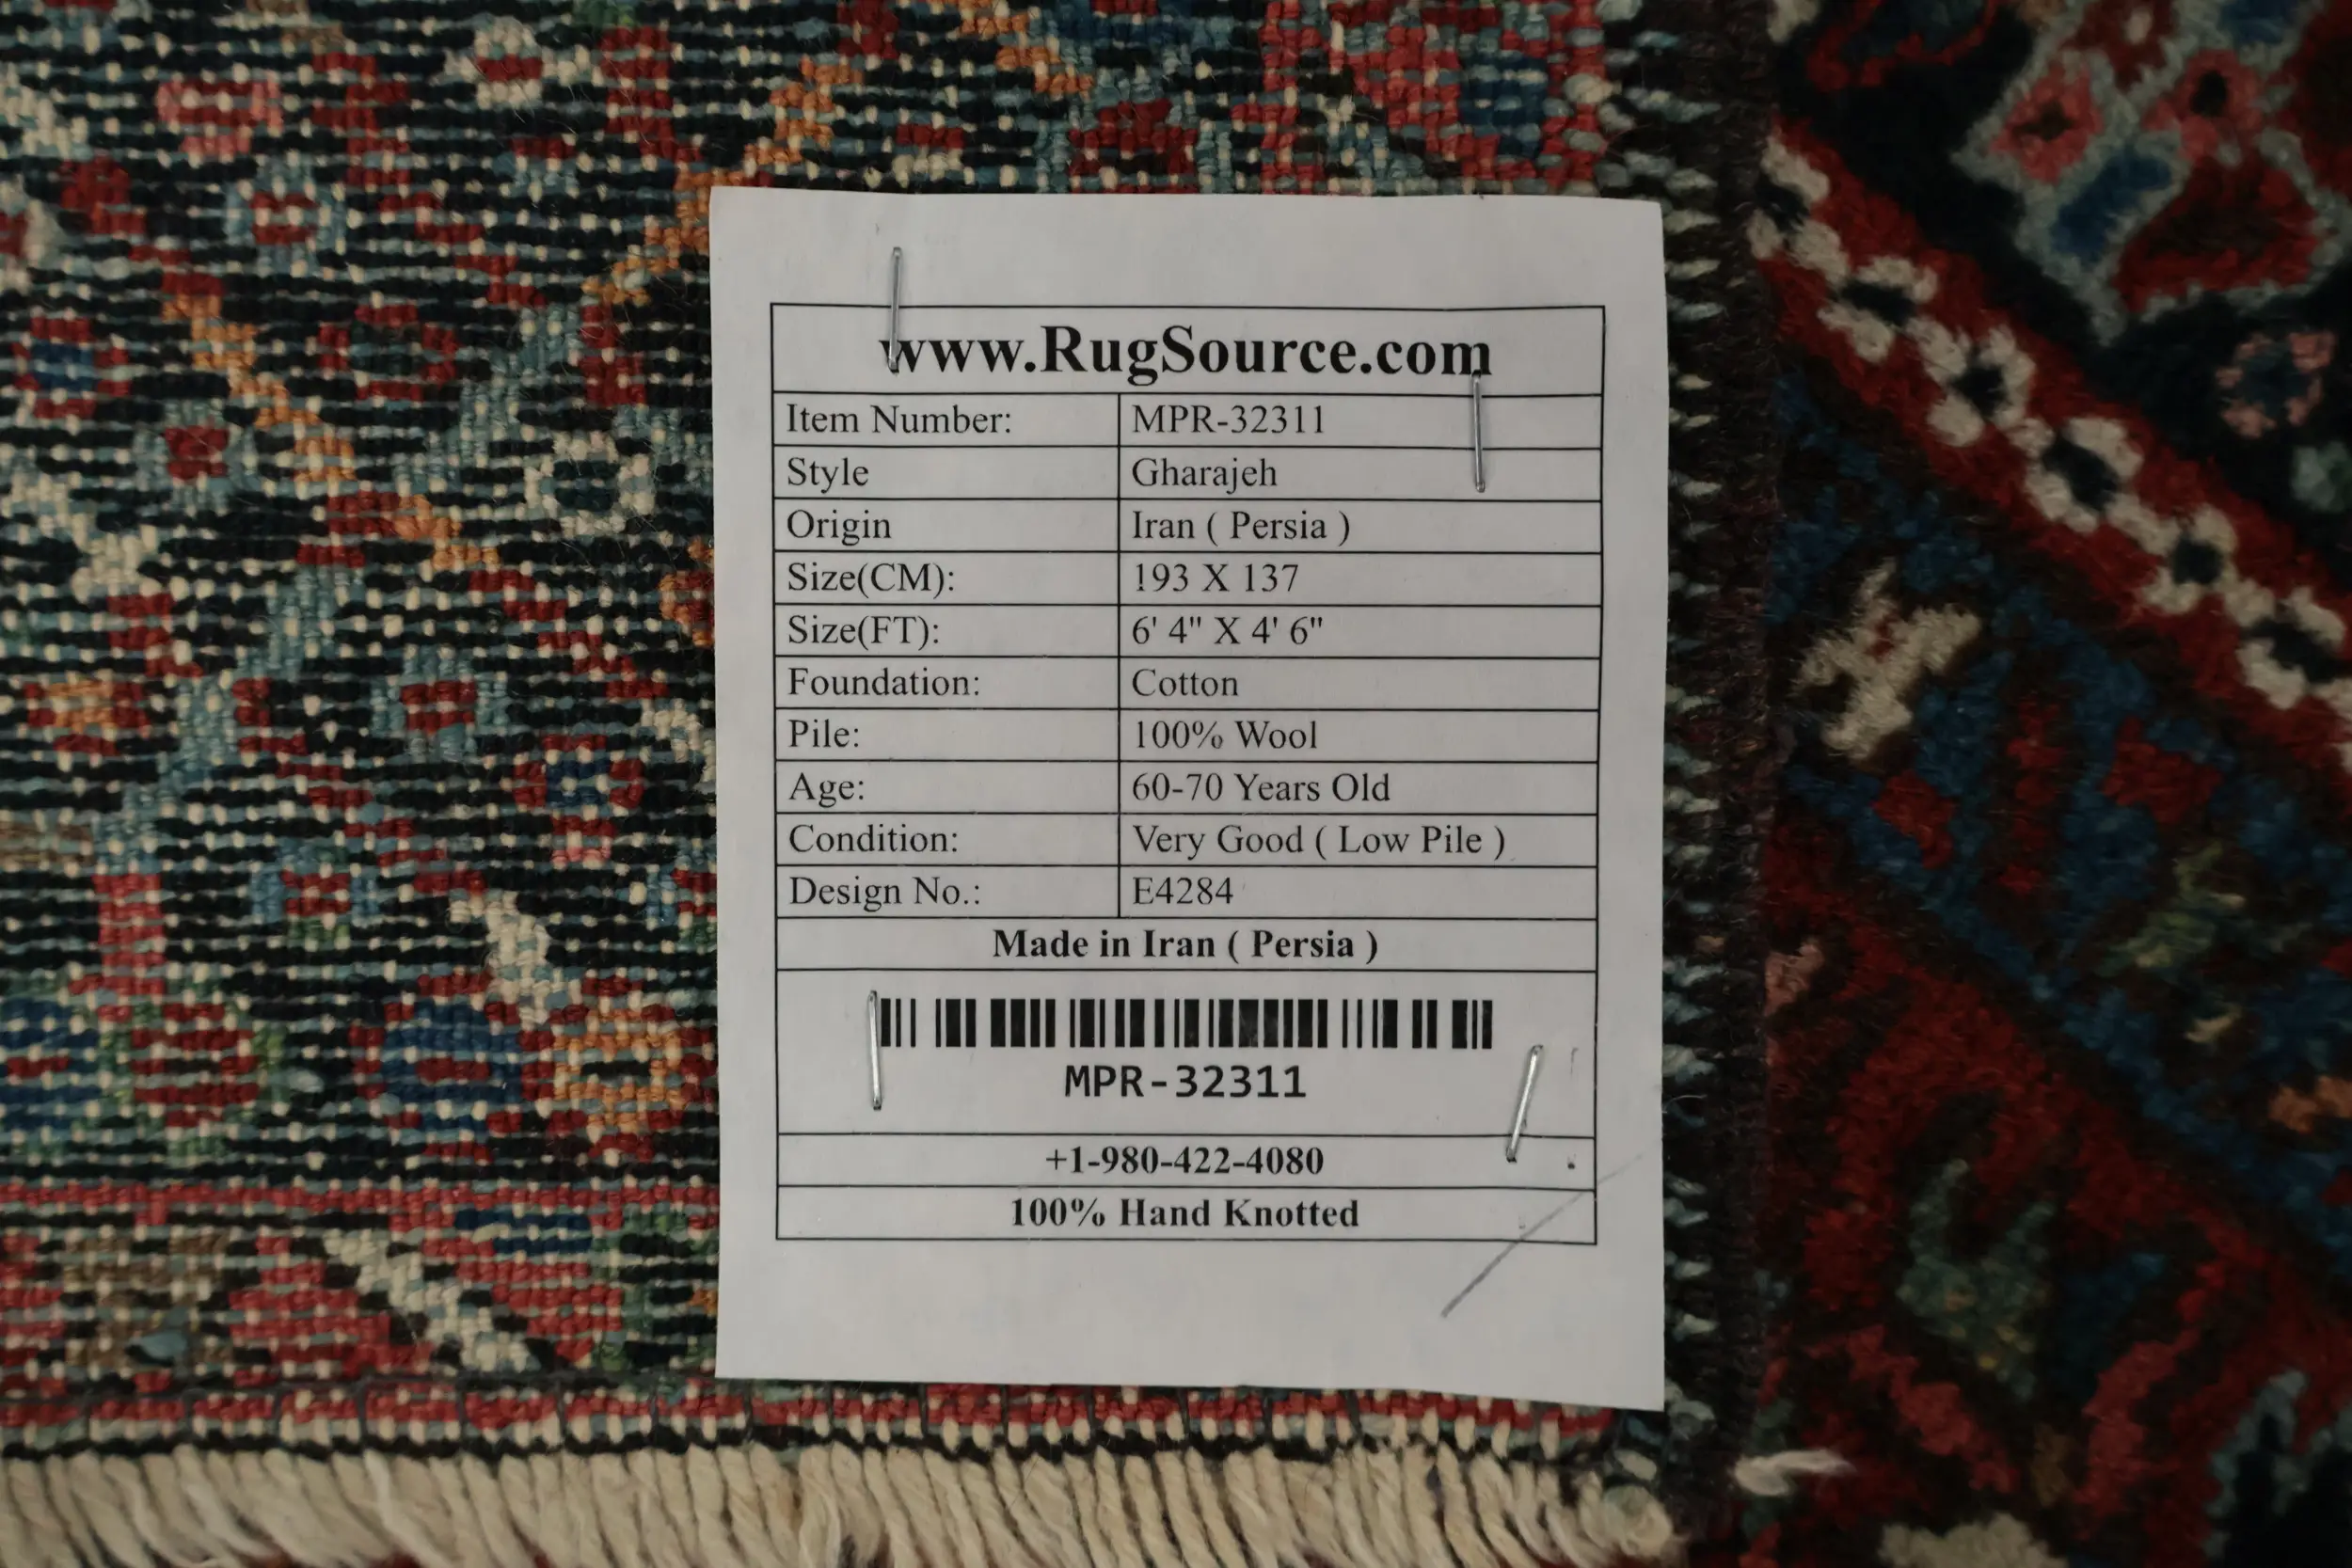 www.RugSource.com
Item Number: MPR-32311
Style Gharajeh
Origin Iran ( Persia )
Size(CM): 193 X 137
Size(FT): 6' 4" X 4' 6"
Foundation: Cotton
Pile: 100% Wool
Age: 60-70 Years Old
Condition: Very Good ( Low Pile )
Design No.: E4284
Made in Iran ( Persia )
MPR-32311
+1-980-422-4080
100% Hand Knotted